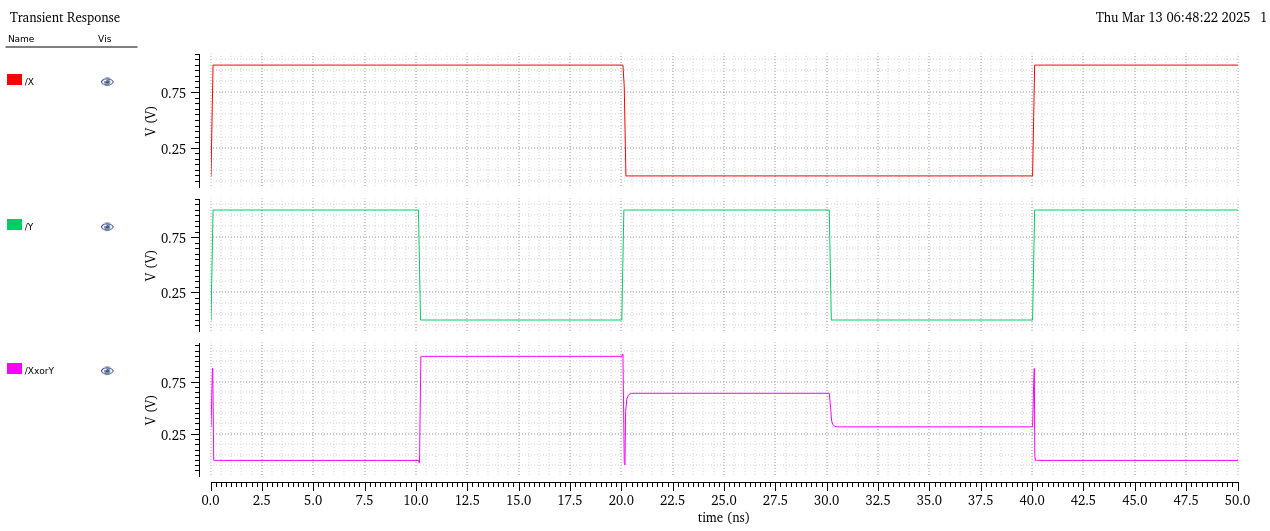 Transient Response
Thu Mar 13 06:48:22 2025 1
Name Vis
/X
V (V)
0.75
0.25
/Y
V (V)
0.75
0.25
/XxorY
V (V)
0.75
0.25
0.0 2.5 5.0 7.5 10.0 12.5 15.0 17.5 20.0 22.5 25.0 27.5 30.0 32.5 35.0 37.5 40.0 42.5 45.0 47.5 50.0
time (ns)